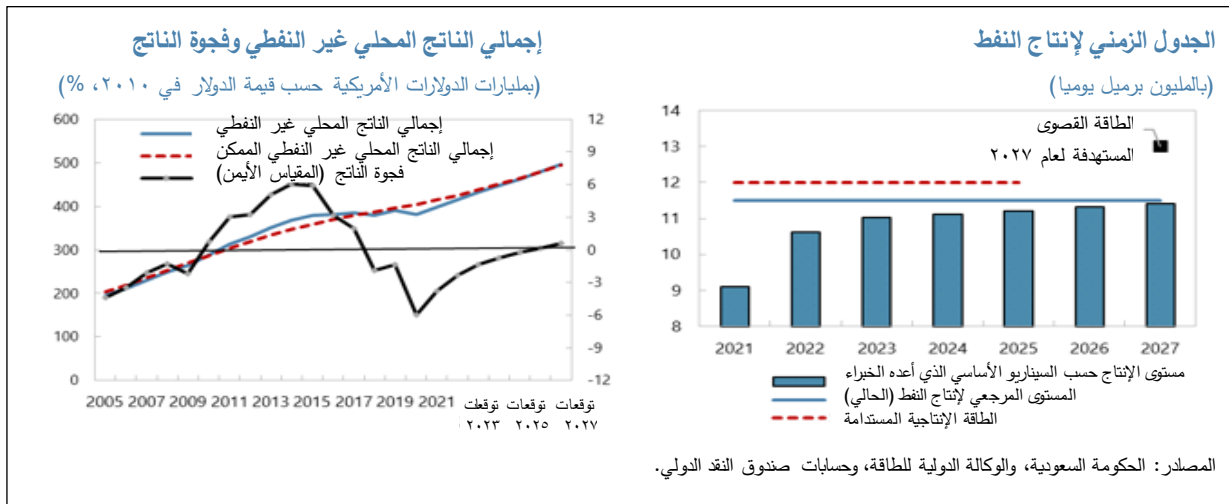 الجدول الزمني لإنتاج النفط
(بالمليون برميل يوميا)
14
13
12
11
10
9
8
الطاقة القصوى
المستهدفة لعام ٢٠٢٧
2021 2022 2023 2024 2025 2026 2027
مستوى الإنتاج حسب السيناريو الأساسي الذي أعده الخبراء
المستوى المرجعي لإنتاج النفط (الحالي)
الطاقة الإنتاجية المستدامة
إجمالي الناتج المحلي غير النفطي وفجوة الناتج
(بمليارات الدولارات الأمريكية حسب قيمة الدولار في ٢٠١٠، %)
600
500
400
300
200
100
0
إجمالي الناتج المحلي غير النفطي
إجمالي الناتج المحلي غير النفطي الممكن
فجوة الناتج (المقياس الأيمن)
12
9
6
3
0
-3
-6
-9
-12
2005 2007 2009 2011 2013 2015 2017 2019 2021 توقعت توقعات توقعات
٢٠٢٣ ٢٠٢٥ ٢٠٢٧
المصادر: الحكومة السعودية، والوكالة الدولية للطاقة، وحسابات صندوق النقد الدولي.